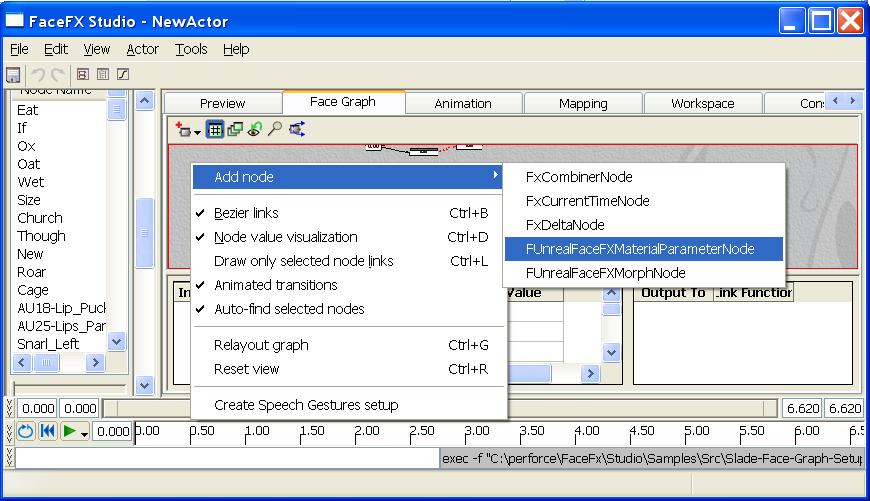 FaceFX Studio - NewActor
File Edit View Actor Tools Help
Node Name
Eat
If
Ox
Oat
Wet
Size
Church
Though
New
Roar
Cage
AU18-Lip_Puck
AU25-Lips_Par
Snarl_Left
Preview Face Graph Animation Mapping Workspace Cons
Add node
Bezier links Ctrl+B
Node value visualization Ctrl+D
Draw only selected node links Ctrl+L
Animated transitions
Auto-find selected nodes
Relayout graph Ctrl+G
Reset view Ctrl+R
Create Speech Gestures setup
FxCombinerNode
FxCurrentTimeNode
FxDeltaNode
FUnrealFaceFXMaterialParameterNode
FUnrealFaceFXMorphNode
In Value Output To .ink Function
0.000 0.000 6.620 6.620
0.000 0.00 0.50 1.00 1.50 2.00 2.50 3.00 3.50 4.00 4.50 5.00 5.50 6.00 6.5
exec -f "C:\perforce\FaceFx\Studio\Samples\Src\Slade-Face-Graph-Setup